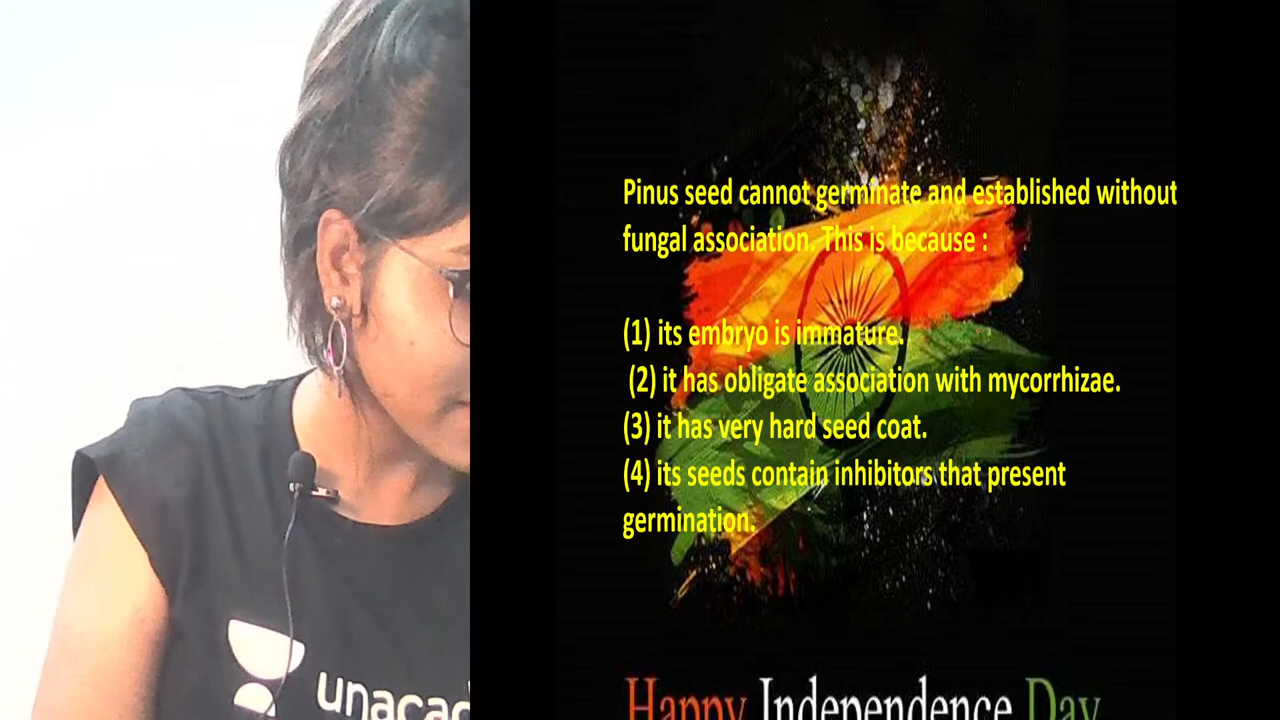 Pinus seed cannot germinate and established without
fungal association. This is because :
(1) its embryo is immature.
(2) it has obligate association with mycorrhizae.
(3) it has very hard seed coat.
(4) its seeds contain inhibitors that present
germination.
unacad
Happy Independence Day